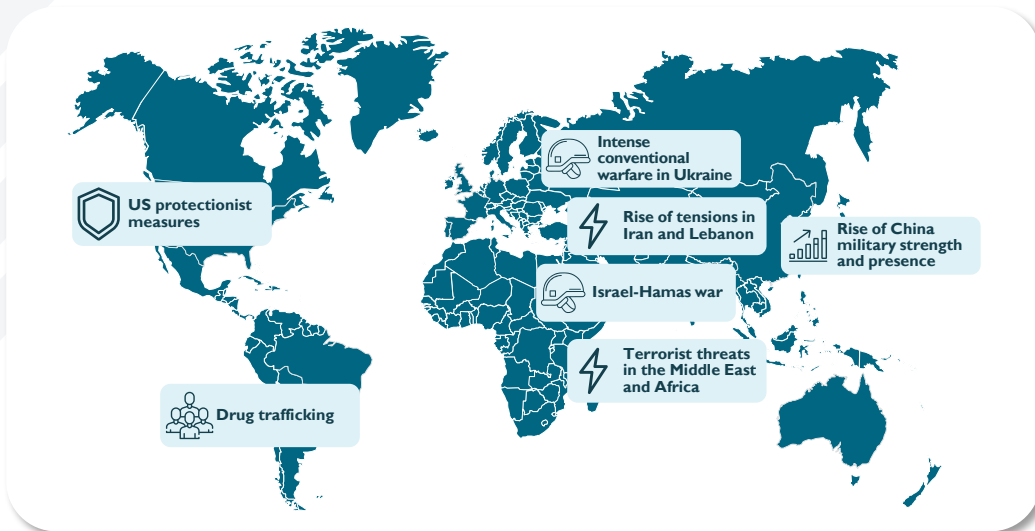 Intense
conventional
warfare in Ukraine
US protectionist
measures
Rise of tensions in
Iran and Lebanon
Rise of China
military strength
and presence
Israel-Hamas war
Terrorist threats
in the Middle East
and Africa
Drug trafficking